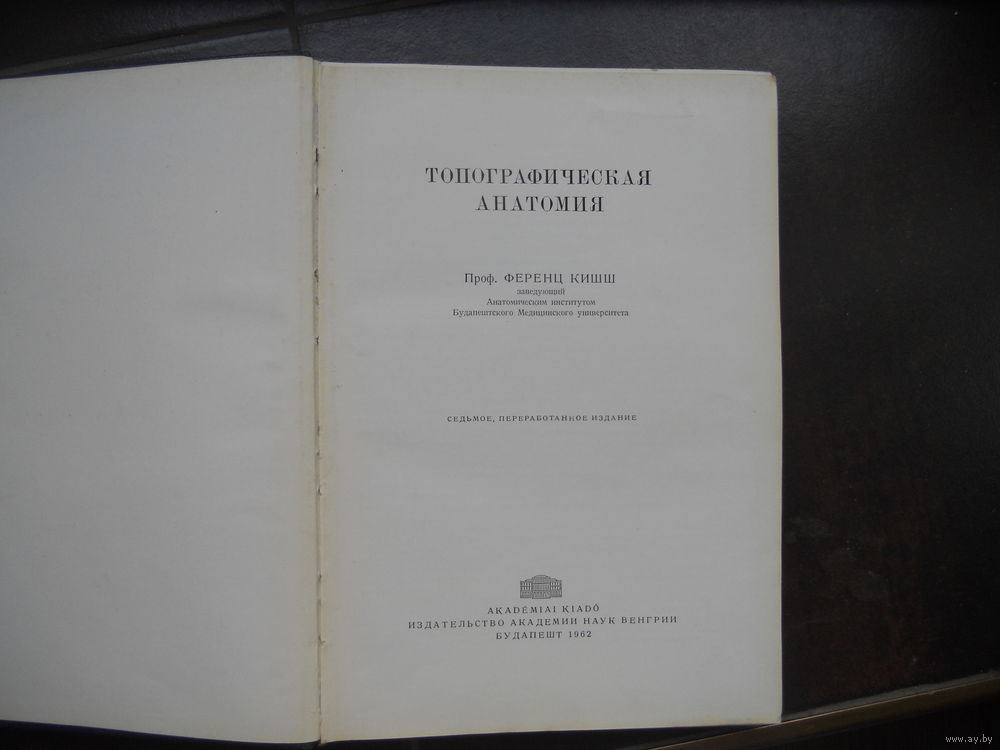 ТОПОГРАФИЧЕСКАЯ
АНАТОМИЯ
Проф. ФЕРЕНЦ КИШШ
заведующий
Анатомическим институтом
Будапештского Медицинского университета
СЕДЬМОЕ, ПЕРЕРАБОТАННОЕ ИЗДАНИЕ
AKADÉMIAI KIADÓ
ИЗДАТЕЛЬСТВО АКАДЕМИИ НАУК ВЕНГРИИ
БУДАПЕШТ 1962
www.ay.by